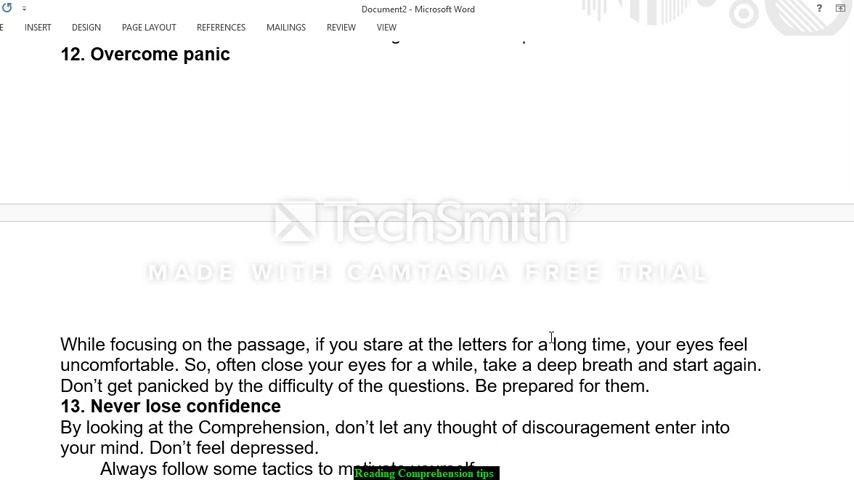 Document2 - Microsoft Word
?
E INSERT DESIGN PAGE LAYOUT REFERENCES MAILINGS REVIEW VIEW
12. Overcome panic
TechSmith®
MADE WITH CAMTASIA FREE TRIAL
While focusing on the passage, if you stare at the letters for a long time, your eyes feel
uncomfortable. So, often close your eyes for a while, take a deep breath and start again.
Don’t get panicked by the difficulty of the questions. Be prepared for them.
13. Never lose confidence
By looking at the Comprehension, don’t let any thought of discouragement enter into
your mind. Don’t feel depressed.
Always follow some tactics to motivate yourself
Reading Comprehension tips